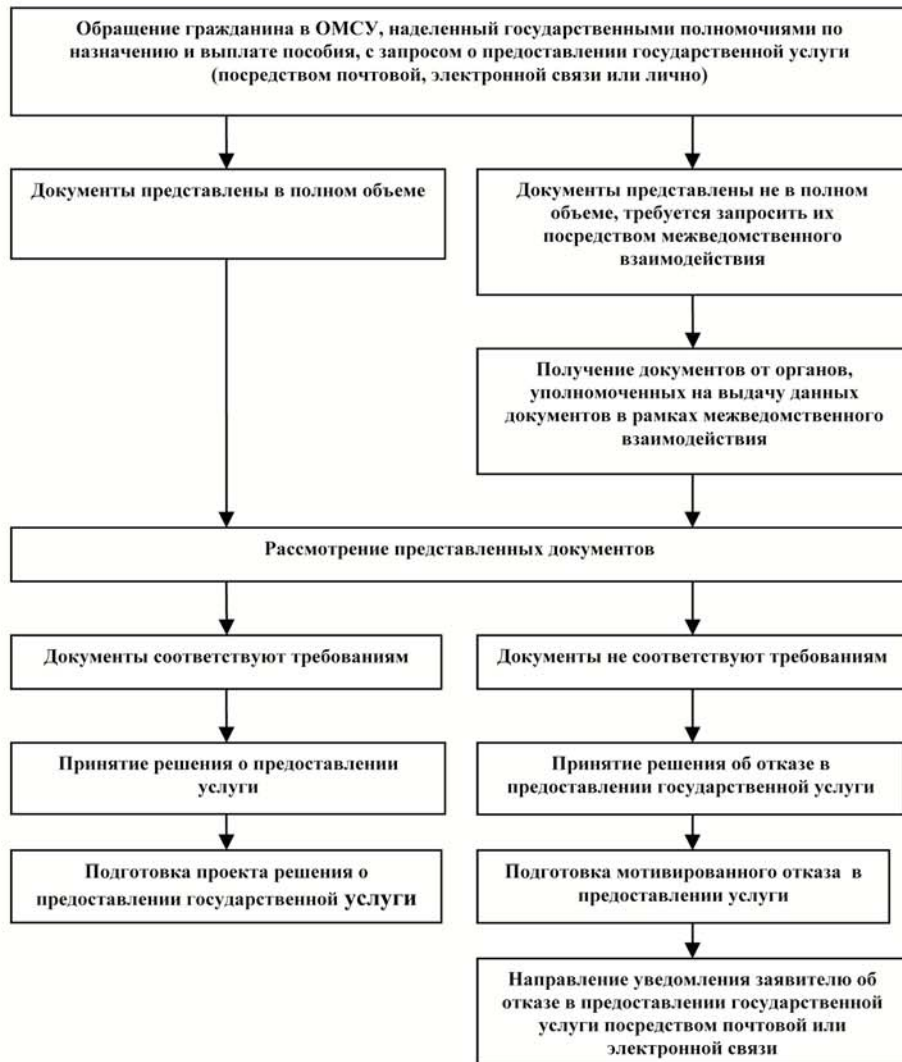 Обращение гражданина в ОМСУ, наделенный государственными полномочиями по
назначению и выплате пособия, с запросом о предоставлении государственной услуги
(посредством почтовой, электронной связи или лично)
Документы представлены в полном объеме
Документы представлены не в полном
объеме, требуется запросить их
посредством межведомственного
взаимодействия
Получение документов от органов,
уполномоченных на выдачу данных
документов в рамках межведомственного
взаимодействия
Рассмотрение представленных документов
Документы соответствуют требованиям
Документы не соответствуют требованиям
Принятие решения о предоставлении
услуги
Принятие решения об отказе в
предоставлении государственной услуги
Подготовка проекта решения о
предоставлении государственной услуги
Подготовка мотивированного отказа в
предоставлении услуги
Направление уведомления заявителю об
отказе в предоставлении государственной
услуги посредством почтовой или
электронной связи